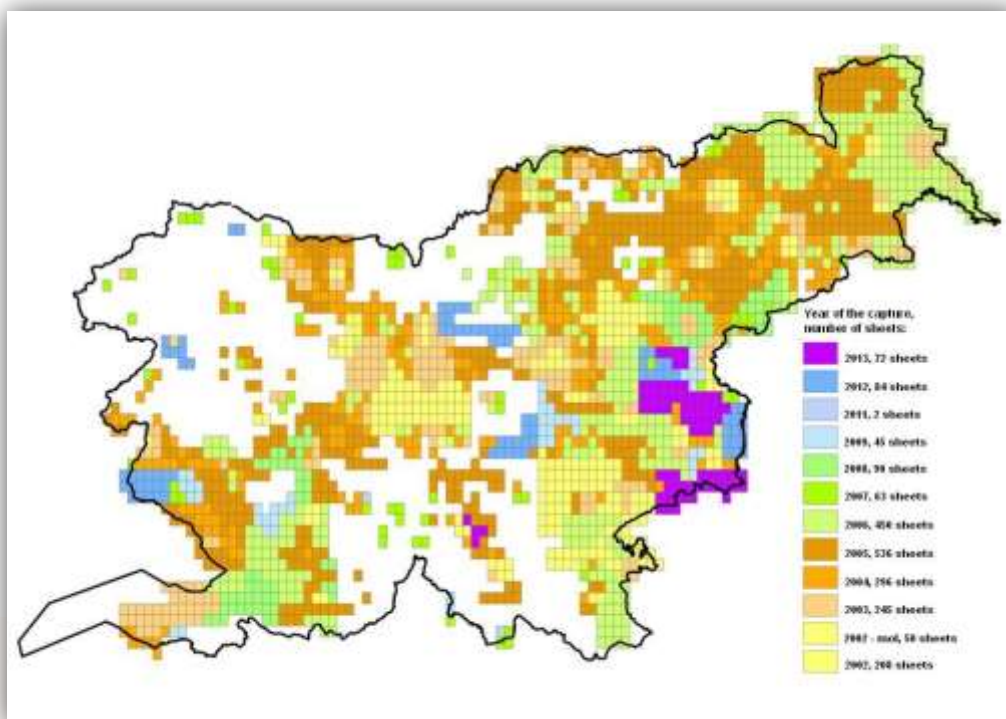 Year of the capture,
number of sheets:
2013, 72 sheets
2012, 84 sheets
2011, 2 sheets
2009, 45 sheets
2008, 90 sheets
2007, 63 sheets
2006, 450 sheets
2005, 536 sheets
2004, 296 sheets
2003, 245 sheets
2002 - mol, 50 sheets
2002, 208 sheets